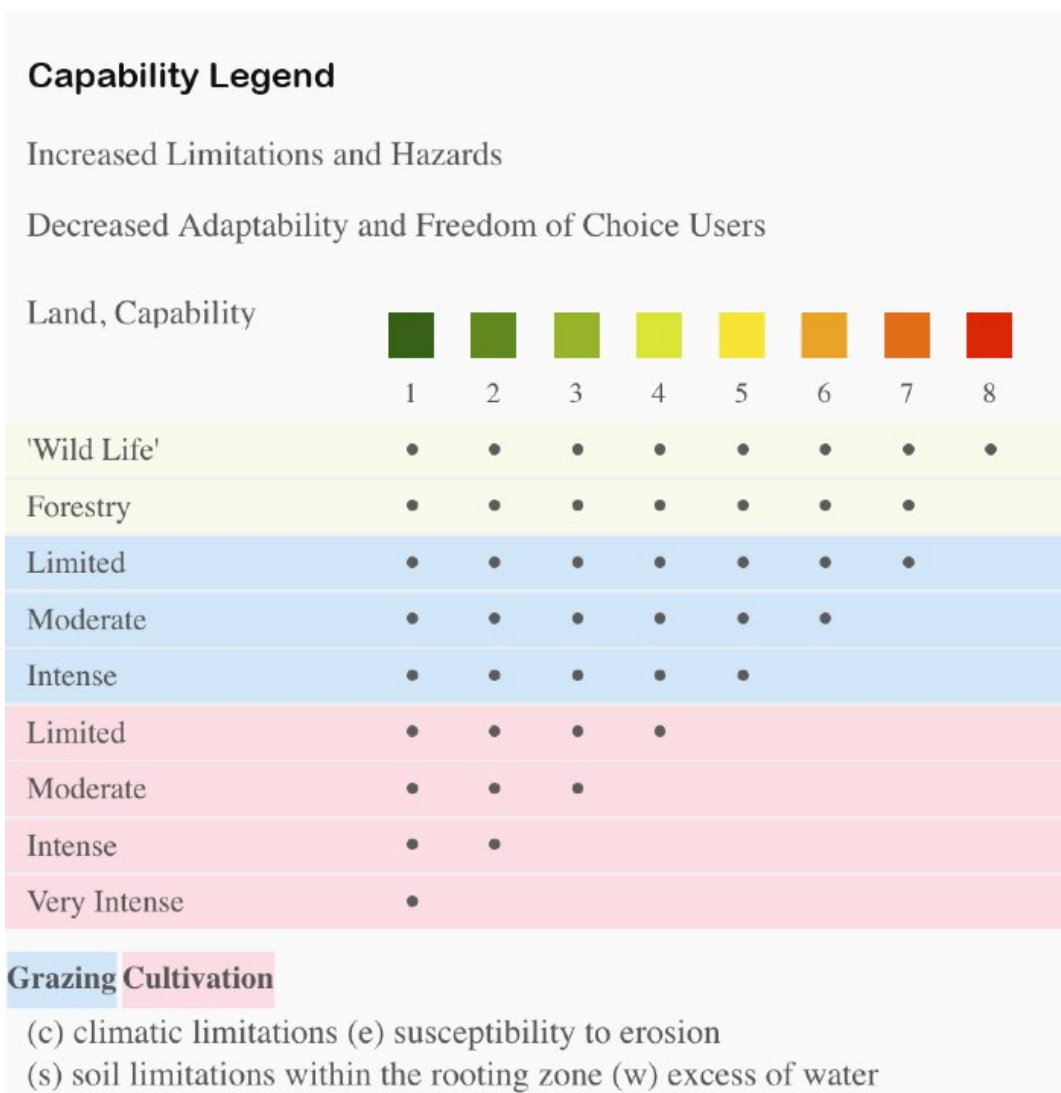 Capability Legend
Increased Limitations and Hazards
Decreased Adaptability and Freedom of Choice Users
Land, Capability
1 2 3 4 5 6 7 8
'Wild Life'
Forestry
Limited
Moderate
Intense
Limited
Moderate
Intense
Very Intense
Grazing Cultivation
(c) climatic limitations (e) susceptibility to erosion
(s) soil limitations within the rooting zone (w) excess of water